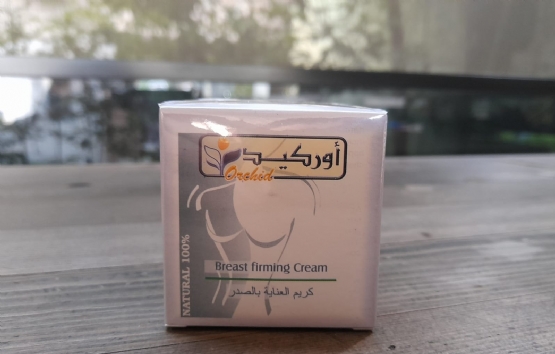 أوركيد
Orchid
NATURAL 100%
Breast firming Cream
كريم العناية بالصدر